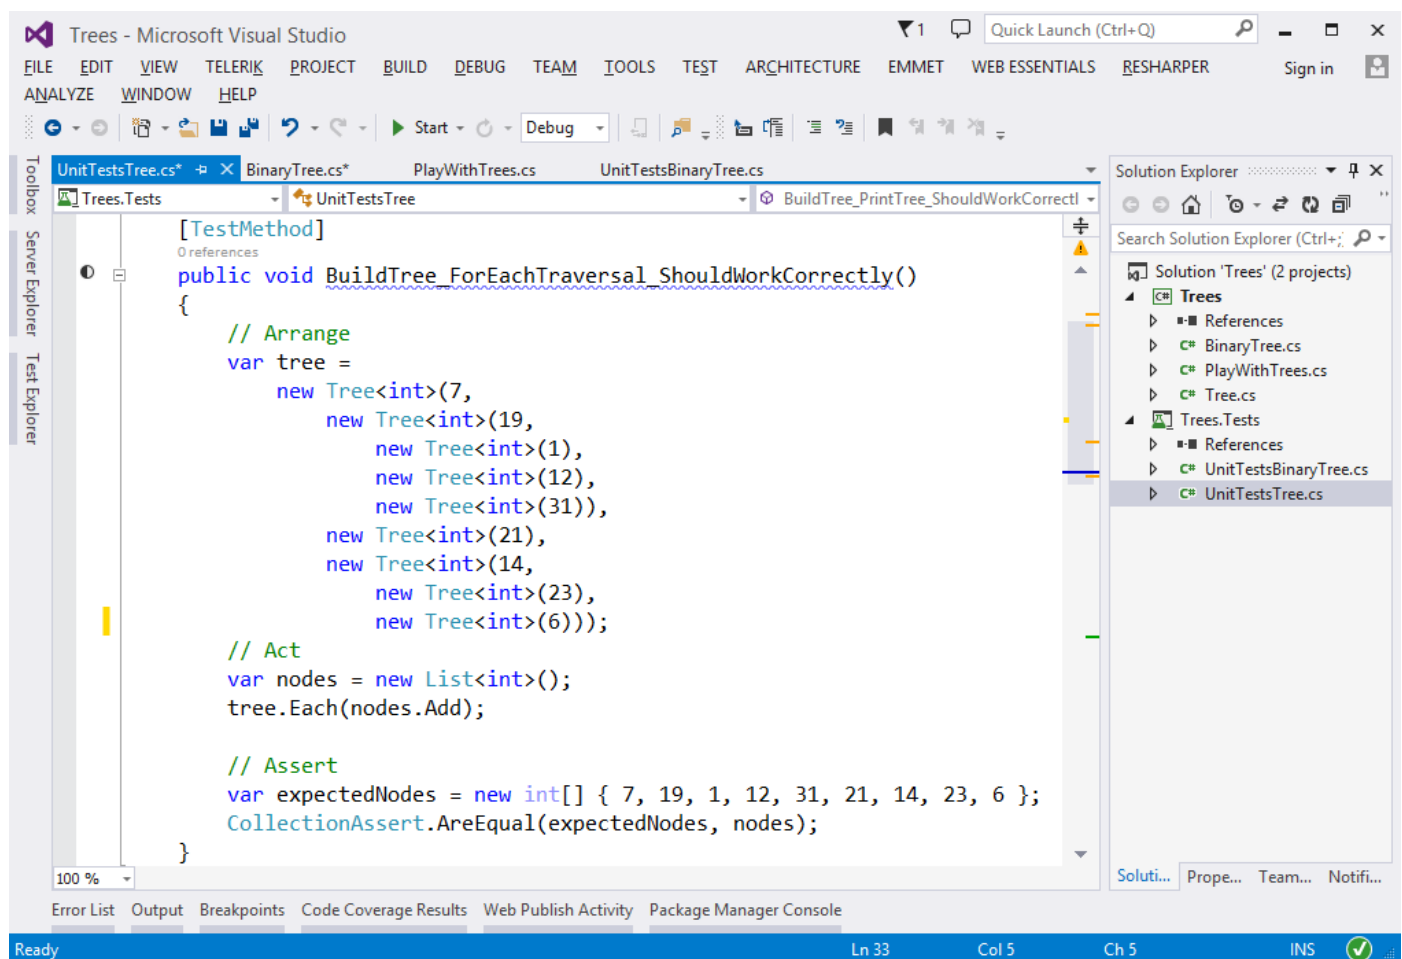 Trees - Microsoft Visual Studio
1
Quick Launch (Ctrl+Q)
FILE EDIT VIEW TELERIK PROJECT BUILD DEBUG TEAM TOOLS TEST ARCHITECTURE EMMET WEB ESSENTIALS RESHARPER Sign in
ANALYZE WINDOW HELP
Start Debug
Toolbox
Server Explorer
Test Explorer
UnitTestsTree.cs* BinaryTree.cs* PlayWithTrees.cs UnitTestsBinaryTree.cs
Trees.Tests UnitTestsTree BuildTree_PrintTree_ShouldWorkCorrectl
[TestMethod]
0 references
public void BuildTree_ForEachTraversal_ShouldWorkCorrectly()
{
// Arrange
var tree =
new Tree<int>(7,
new Tree<int>(19,
new Tree<int>(1),
new Tree<int>(12),
new Tree<int>(31)),
new Tree<int>(21),
new Tree<int>(14,
new Tree<int>(23),
new Tree<int>(6)));
// Act
var nodes = new List<int>();
tree.Each(nodes.Add);
// Assert
var expectedNodes = new int[] { 7, 19, 1, 12, 31, 21, 14, 23, 6 };
CollectionAssert.AreEqual(expectedNodes, nodes);
}
100 %
Solution Explorer
Search Solution Explorer (Ctrl+;)
Solution 'Trees' (2 projects)
C# Trees
References
C# BinaryTree.cs
C# PlayWithTrees.cs
C# Tree.cs
Trees.Tests
References
C# UnitTestsBinaryTree.cs
C# UnitTestsTree.cs
Soluti... Prope... Team... Notifi...
Error List Output Breakpoints Code Coverage Results Web Publish Activity Package Manager Console
Ready Ln 33 Col 5 Ch 5 INS